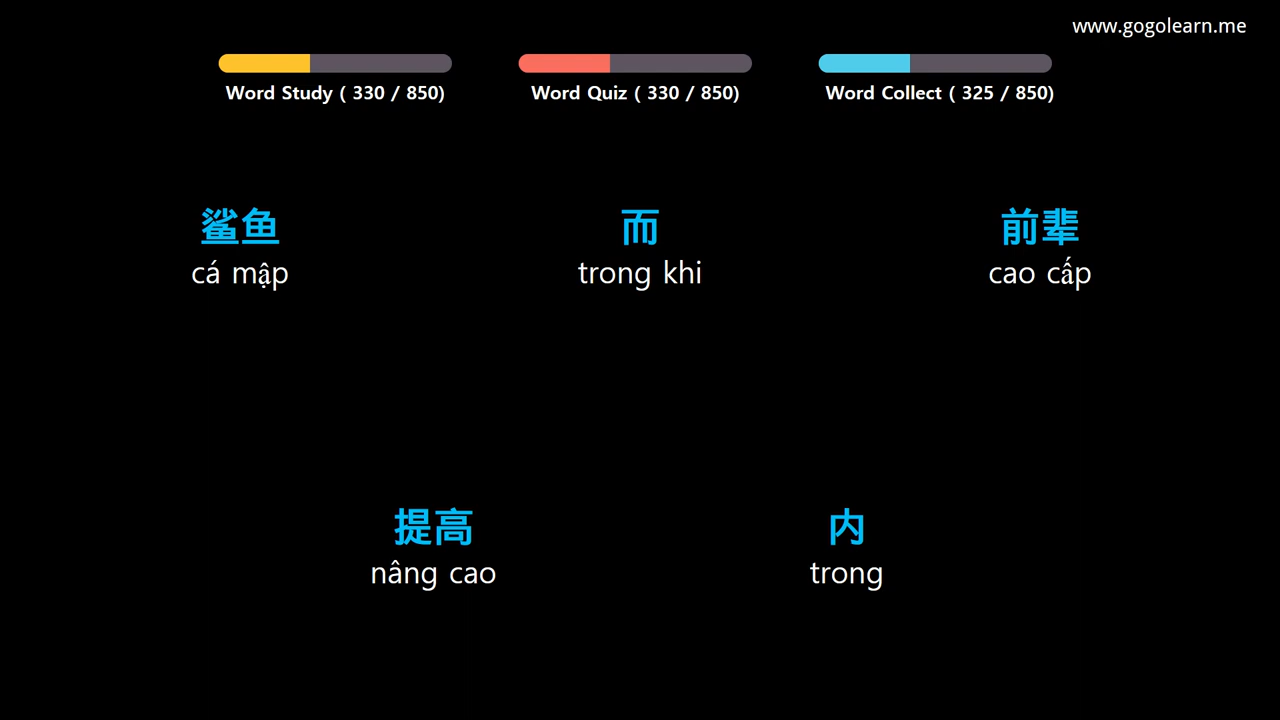 www.gogolearn.me
Word Study ( 330 / 850)
Word Quiz ( 330 / 850)
Word Collect ( 325 / 850)
鲨鱼
cá mập
而
trong khi
前辈
cao cấp
提高
nâng cao
内
trong